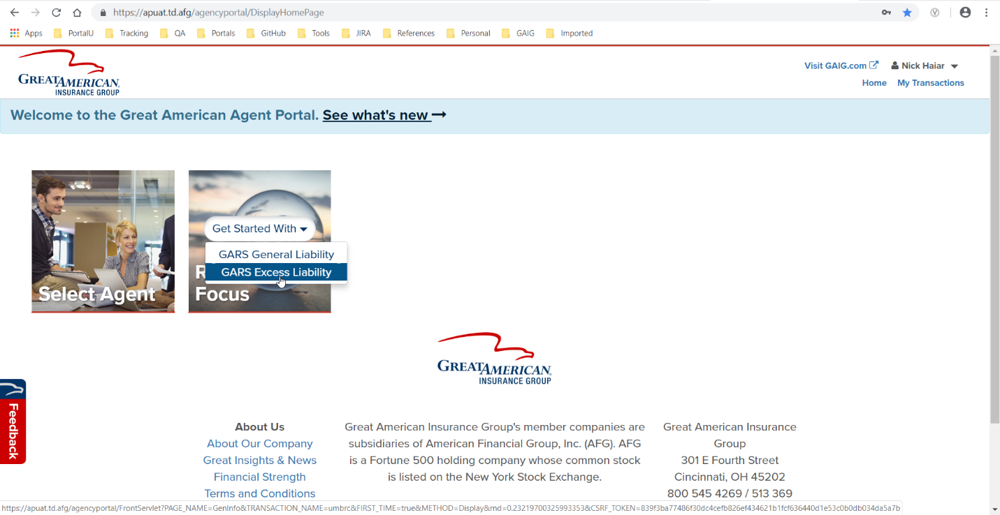 https://apuat.td.afg/agencyportal/DisplayHomePage
Apps PortalU Tracking QA Portals GitHub Tools JIRA References Personal GAIG Imported
GREATAMERICAN®
INSURANCE GROUP
Visit GAIG.com Nick Haiar
Home My Transactions
Welcome to the Great American Agent Portal. See what's new
Select Agent
Get Started With
GARS General Liability
GARS Excess Liability
Focus
GREATAMERICAN®
INSURANCE GROUP
Feedback
About Us
About Our Company
Great Insights & News
Financial Strength
Terms and Conditions
Great American Insurance Group's member companies are
subsidiaries of American Financial Group, Inc. (AFG). AFG
is a Fortune 500 holding company whose common stock
is listed on the New York Stock Exchange.
Great American Insurance
Group
301 E Fourth Street
Cincinnati, OH 45202
800 545 4269 / 513 369
https://apuat.td.afg/agencyportal/FrontServlet?PAGE_NAME=GenInfo&TRANSACTION_NAME=umbrc&FIRST_TIME=true&METHOD=Display&rnd=0.23219700325993353&CSRF_TOKEN=839f3ba77486f30dc4cefb826ef434621b1fcf636440d1e53c0b0db034da5a7b